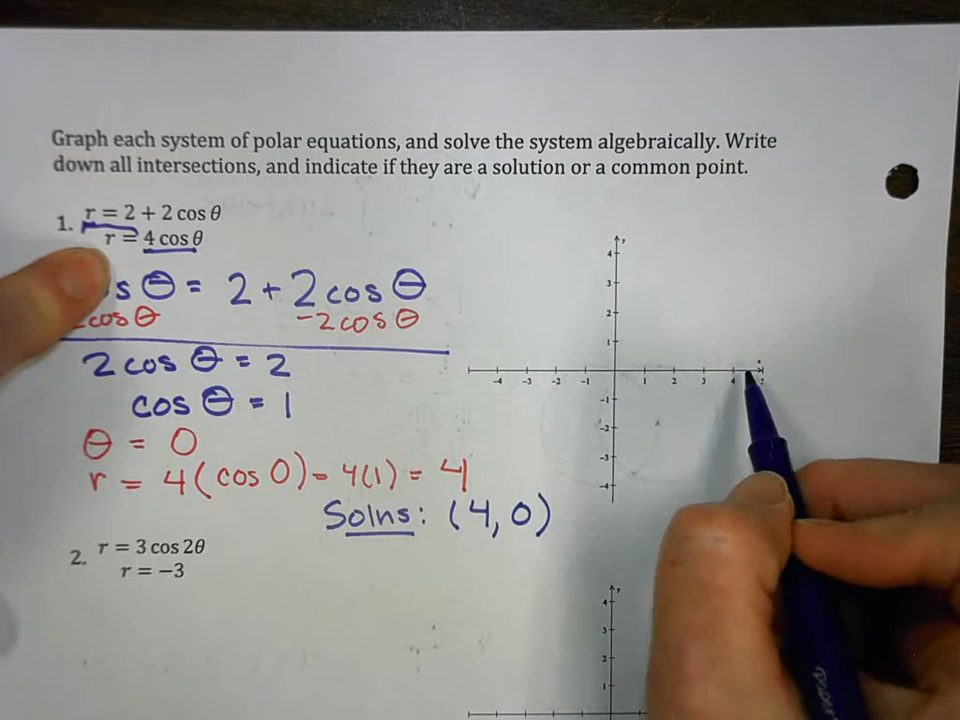 Graph each system of polar equations, and solve the system algebraically. Write
down all intersections, and indicate if they are a solution or a common point.
1. r = 2 + 2 cos θ
r = 4 cos θ
s θ = 2 + 2 cos θ
cos θ -2 cos θ
2 cos θ = 2
cos θ = 1
θ = 0
r = 4(cos 0) = 4(1) = 4
Solns: (4, 0)
2. r = 3 cos 2θ
r = −3
y
4
3
2
1
-4 -3 -2 -1 1 2 3 4
-1
-2
-3
-4
y
4
3
2
1